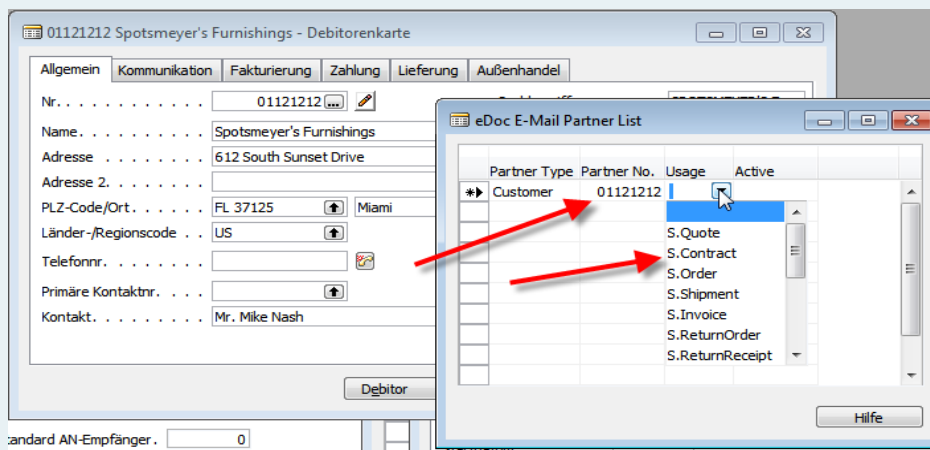 01121212 Spotsmeyer's Furnishings - Debitorenkarte
Allgemein Kommunikation Fakturierung Zahlung Lieferung Außenhandel
Nr. . . . . . . . . . . . 01121212
Name. . . . . . . . . . Spotsmeyer's Furnishings
Adresse . . . . . . . . 612 South Sunset Drive
Adresse 2. . . . . . . .
PLZ-Code/Ort. . . . . . FL 37125 Miami
Länder-/Regionscode . . US
Telefonnr. . . . . . . . .
Primäre Kontaktnr. . . . .
Kontakt. . . . . . . . . Mr. Mike Nash
Debitor
0
eDoc E-Mail Partner List
Partner Type Partner No. Usage Active
Customer 01121212
S.Quote
S.Contract
S.Order
S.Shipment
S.Invoice
S.ReturnOrder
S.ReturnReceipt
Hilfe